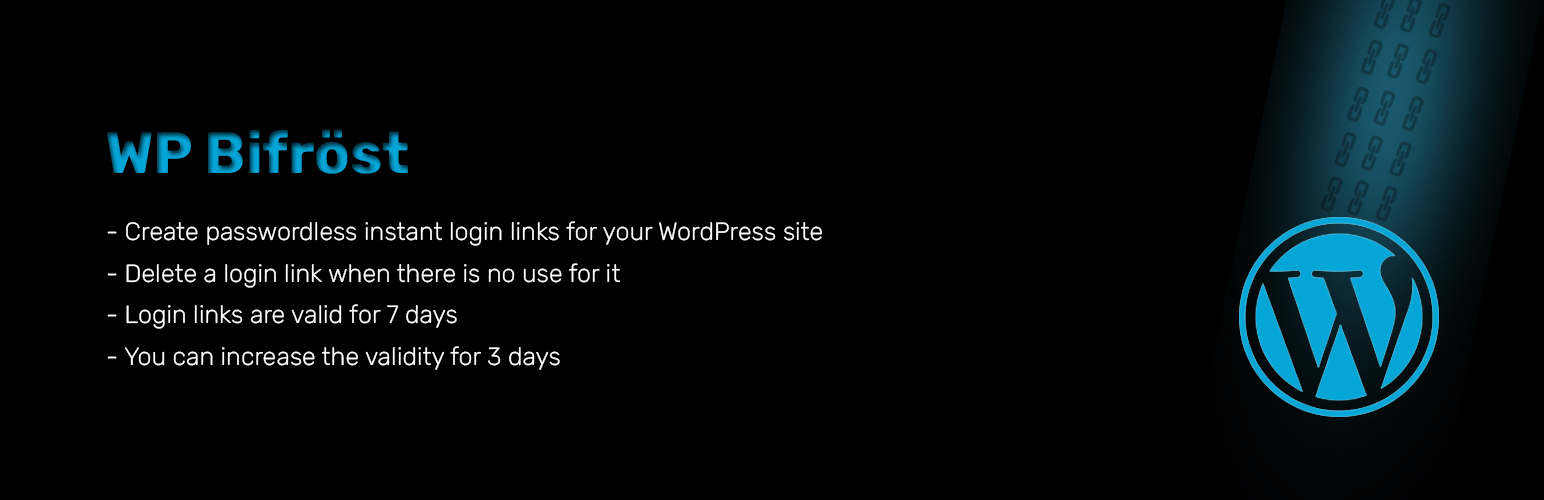 WP Bifröst
- Create passwordless instant login links for your WordPress site
- Delete a login link when there is no use for it
- Login links are valid for 7 days
- You can increase the validity for 3 days
W